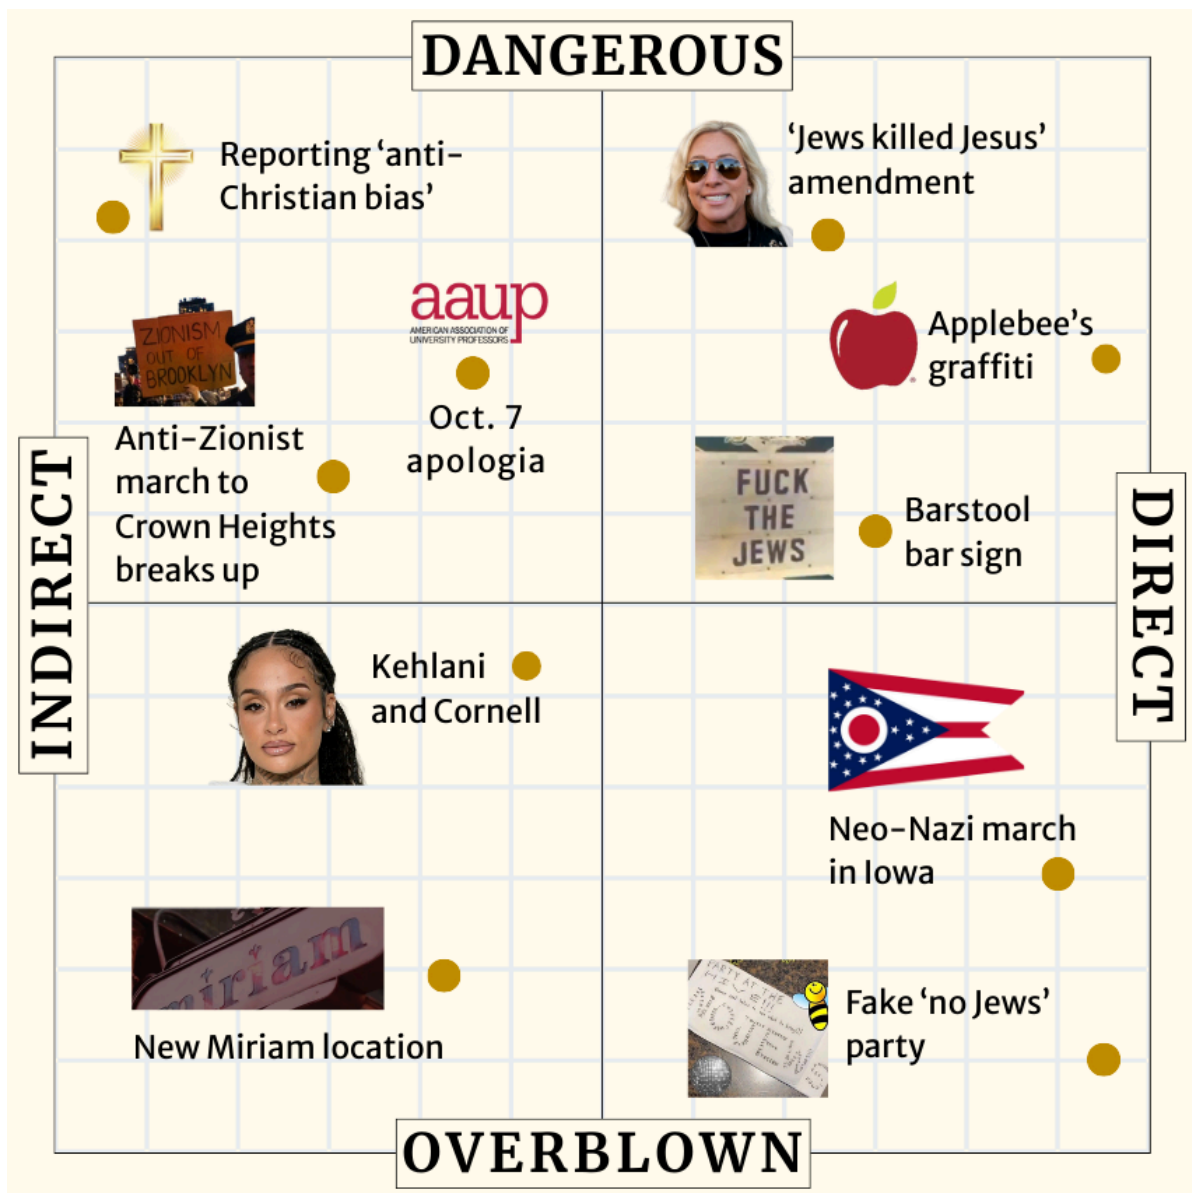 DANGEROUS
Reporting ‘anti-
Christian bias’
‘Jews killed Jesus’
amendment
aaup
AMERICAN ASSOCIATION OF
UNIVERSITY PROFESSORS
Oct. 7
apologia
Applebee’s
graffiti
ZIONISM
OUT OF
BROOKLYN
Anti-Zionist
march to
Crown Heights
breaks up
FUCK
THE
JEWS
Barstool
bar sign
INDIRECT
DIRECT
Kehlani
and Cornell
Neo-Nazi march
in Iowa
miriam
New Miriam location
PARTY AT THE
Fake ‘no Jews’
party
OVERBLOWN